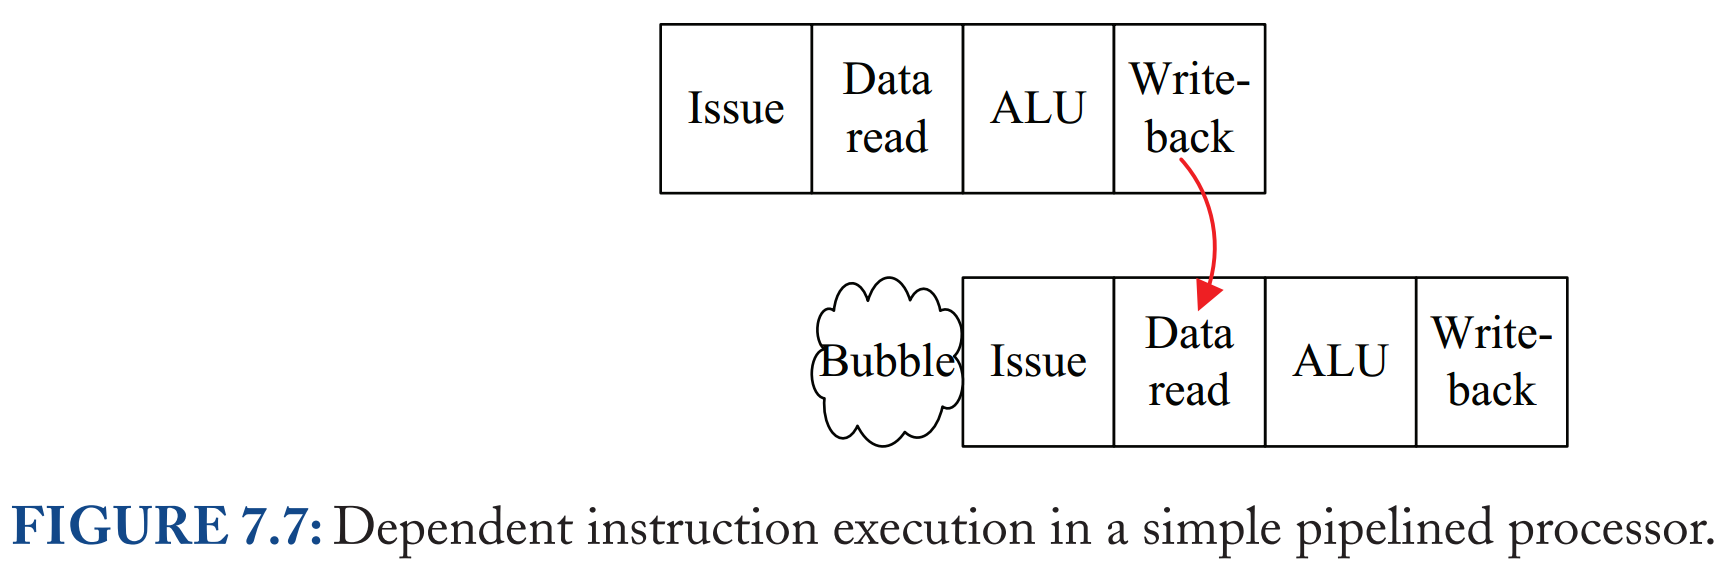 Issue
Data
read
ALU
Write-
back
Bubble
Issue
Data
read
ALU
Write-
back
FIGURE 7.7: Dependent instruction execution in a simple pipelined processor.